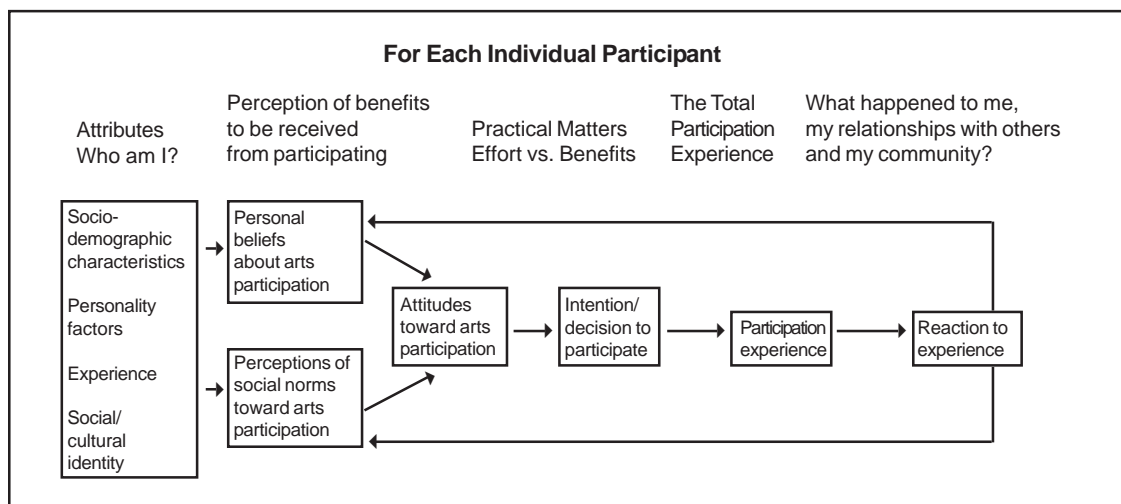 For Each Individual Participant
Attributes
Who am I?
Perception of benefits
to be received
from participating
Practical Matters
Effort vs. Benefits
The Total
Participation
Experience
What happened to me,
my relationships with others
and my community?
Socio-
demographic
characteristics
Personality
factors
Experience
Social/
cultural
identity
Personal
beliefs
about arts
participation
Perceptions of
social norms
toward arts
participation
Attitudes
toward arts
participation
Intention/
decision to
participate
Participation
experience
Reaction to
experience